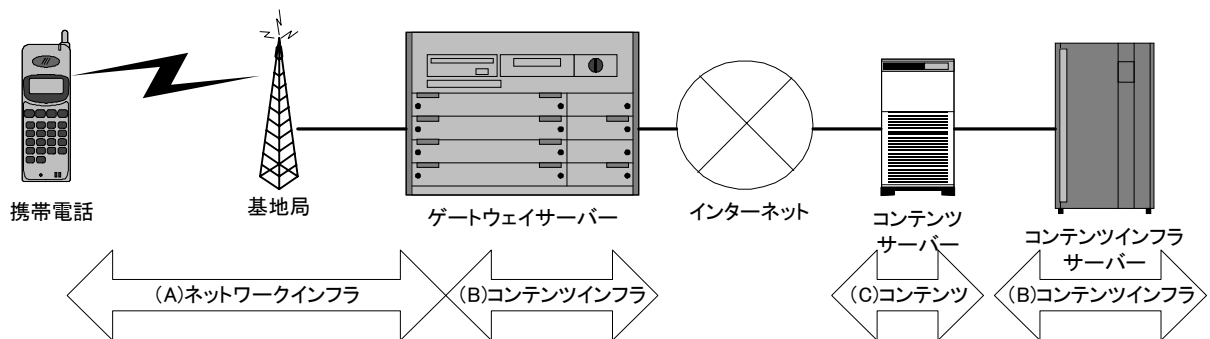 携帯電話
基地局
ゲートウェイサーバー
インターネット
コンテンツ
サーバー
コンテンツインフラ
サーバー
(A)ネットワークインフラ
(B)コンテンツインフラ
(C)コンテンツ
(B)コンテンツインフラ